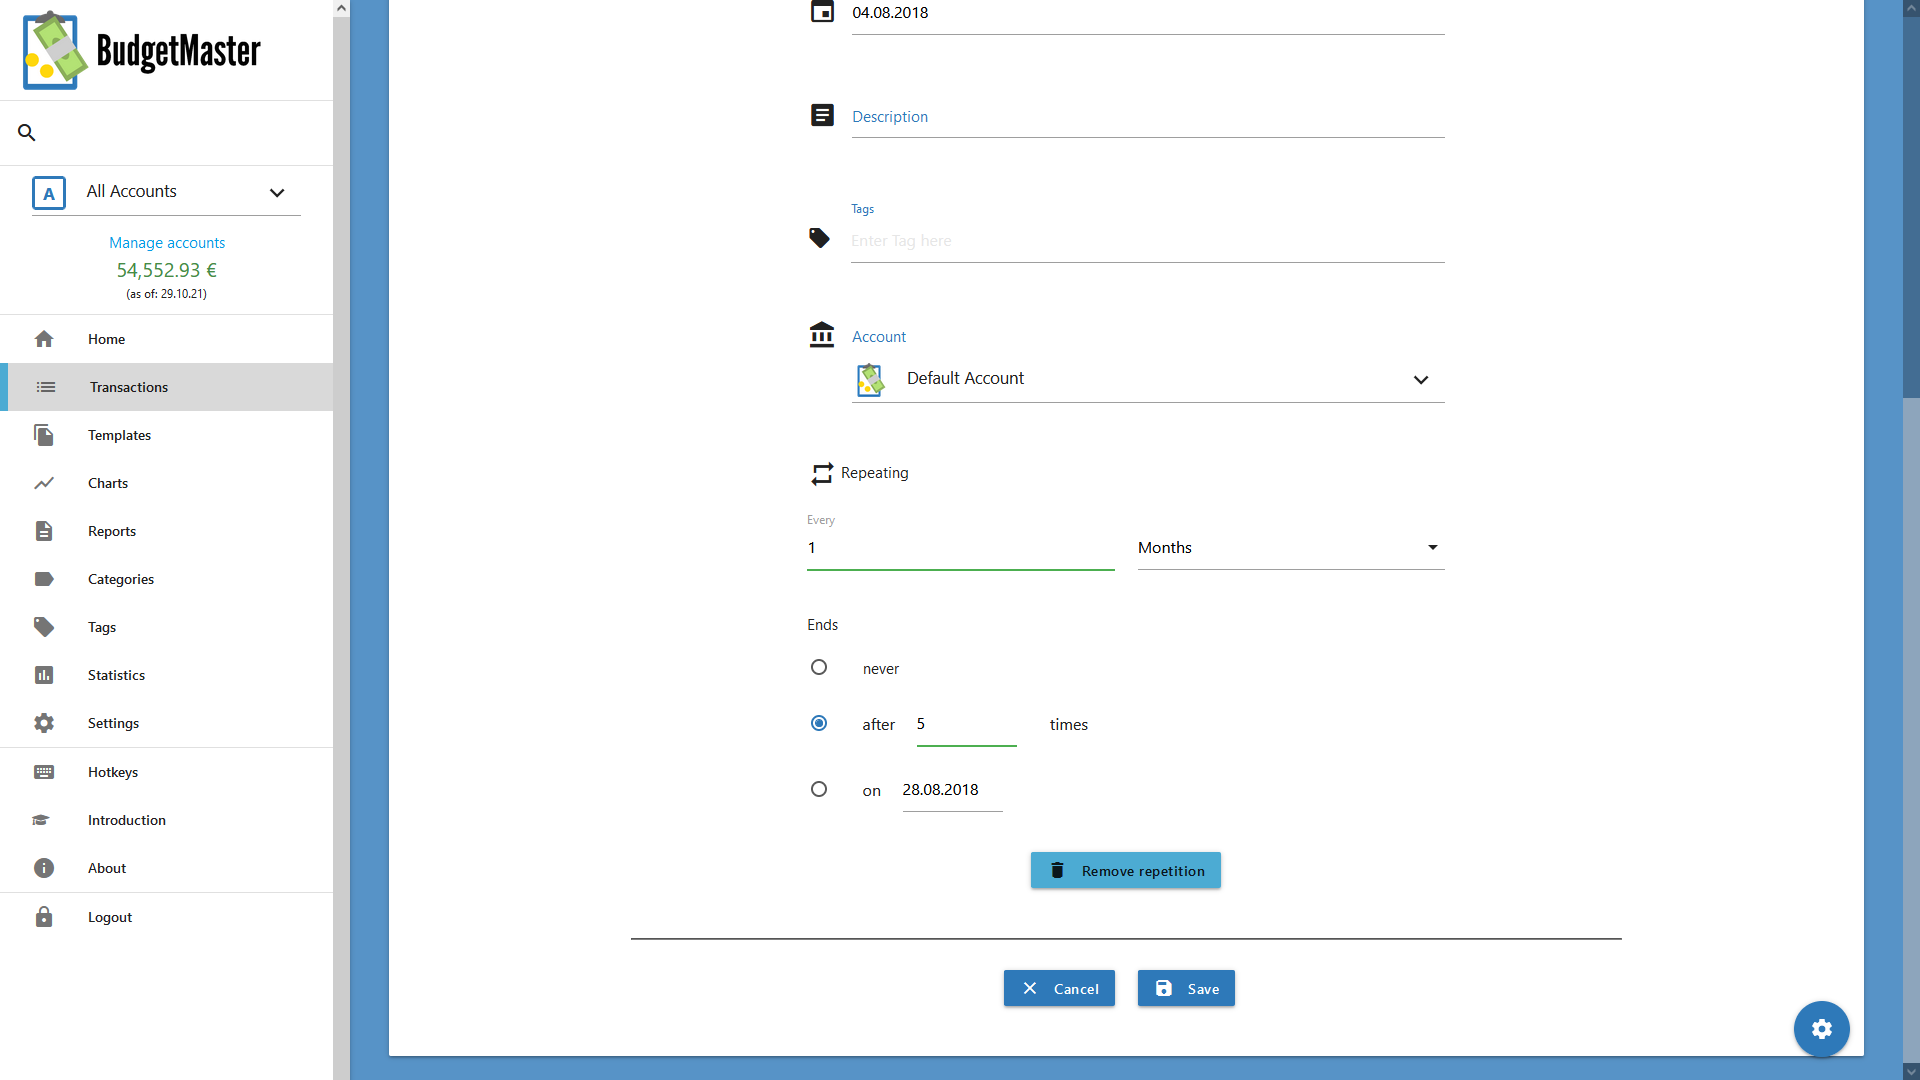 BudgetMaster
A All Accounts
Manage accounts
54,552.93 €
(as of: 29.10.21)
Home
Transactions
Templates
Charts
Reports
Categories
Tags
Statistics
Settings
Hotkeys
Introduction
About
Logout
04.08.2018
Description
Tags
Enter Tag here
Account
Default Account
Repeating
Every
1 Months
Ends
never
after 5 times
on 28.08.2018
Remove repetition
Cancel Save